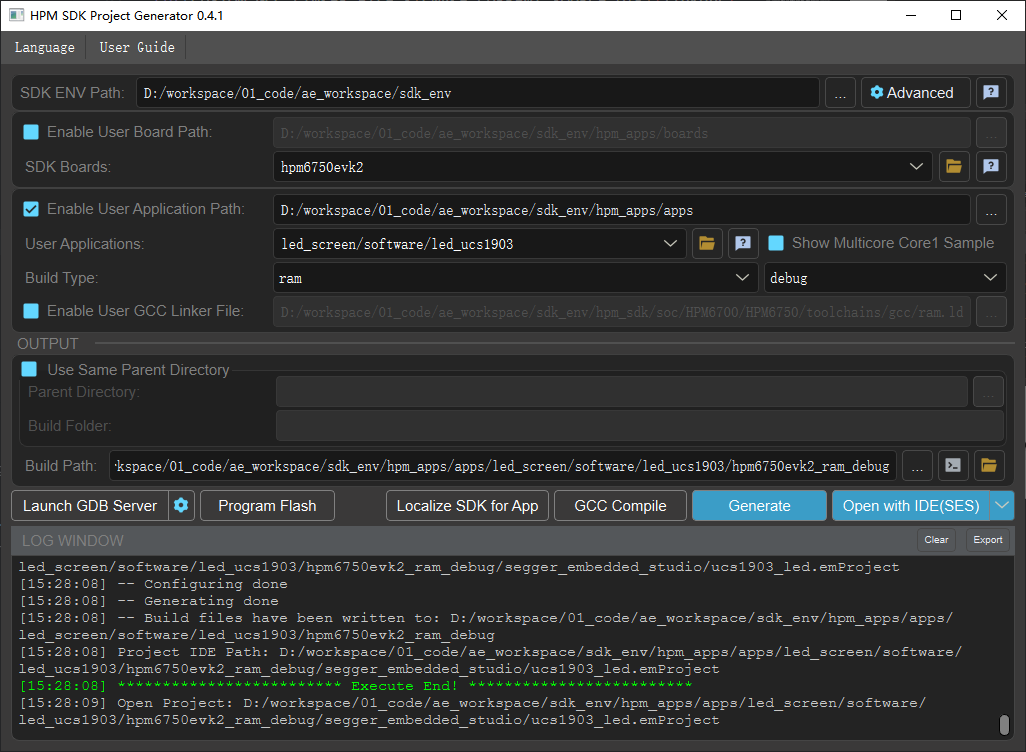 HPM SDK Project Generator 0.4.1
Language User Guide
SDK ENV Path: D:/workspace/01_code/ae_workspace/sdk_env ... Advanced ?
Enable User Board Path: D:/workspace/01_code/ae_workspace/sdk_env/hpm_apps/boards ...
SDK Boards: hpm6750evk2 ?
Enable User Application Path: D:/workspace/01_code/ae_workspace/sdk_env/hpm_apps/apps ...
User Applications: led_screen/software/led_ucs1903 ? Show Multicore Core1 Sample
Build Type: ram debug
Enable User GCC Linker File: D:/workspace/01_code/ae_workspace/sdk_env/hpm_sdk/soc/HPM6700/HPM6750/toolchains/gcc/ram.ld ...
OUTPUT
Use Same Parent Directory
Parent Directory: ...
Build Folder:
Build Path: kspace/01_code/ae_workspace/sdk_env/hpm_apps/apps/led_screen/software/led_ucs1903/hpm6750evk2_ram_debug ...
Launch GDB Server Program Flash Localize SDK for App GCC Compile Generate Open with IDE(SES)
LOG WINDOW Clear Export
led_screen/software/led_ucs1903/hpm6750evk2_ram_debug/segger_embedded_studio/ucs1903_led.emProject
[15:28:08] -- Configuring done
[15:28:08] -- Generating done
[15:28:08] -- Build files have been written to: D:/workspace/01_code/ae_workspace/sdk_env/hpm_apps/apps/
led_screen/software/led_ucs1903/hpm6750evk2_ram_debug
[15:28:08] Project IDE Path: D:/workspace/01_code/ae_workspace/sdk_env/hpm_apps/apps/led_screen/software/
led_ucs1903/hpm6750evk2_ram_debug/segger_embedded_studio/ucs1903_led.emProject
[15:28:08] ************************* Execute End! *************************
[15:28:09] Open Project: D:/workspace/01_code/ae_workspace/sdk_env/hpm_apps/apps/led_screen/software/
led_ucs1903/hpm6750evk2_ram_debug/segger_embedded_studio/ucs1903_led.emProject